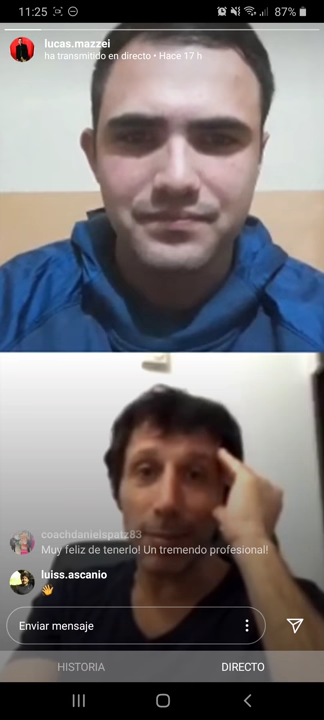 11:25
87%
lucas.mazzei
ha transmitido en directo • Hace 17 h
coachdanielspatz83
Muy feliz de tenerlo! Un tremendo profesional!
luiss.ascanio
👋
Enviar mensaje
HISTORIA
DIRECTO